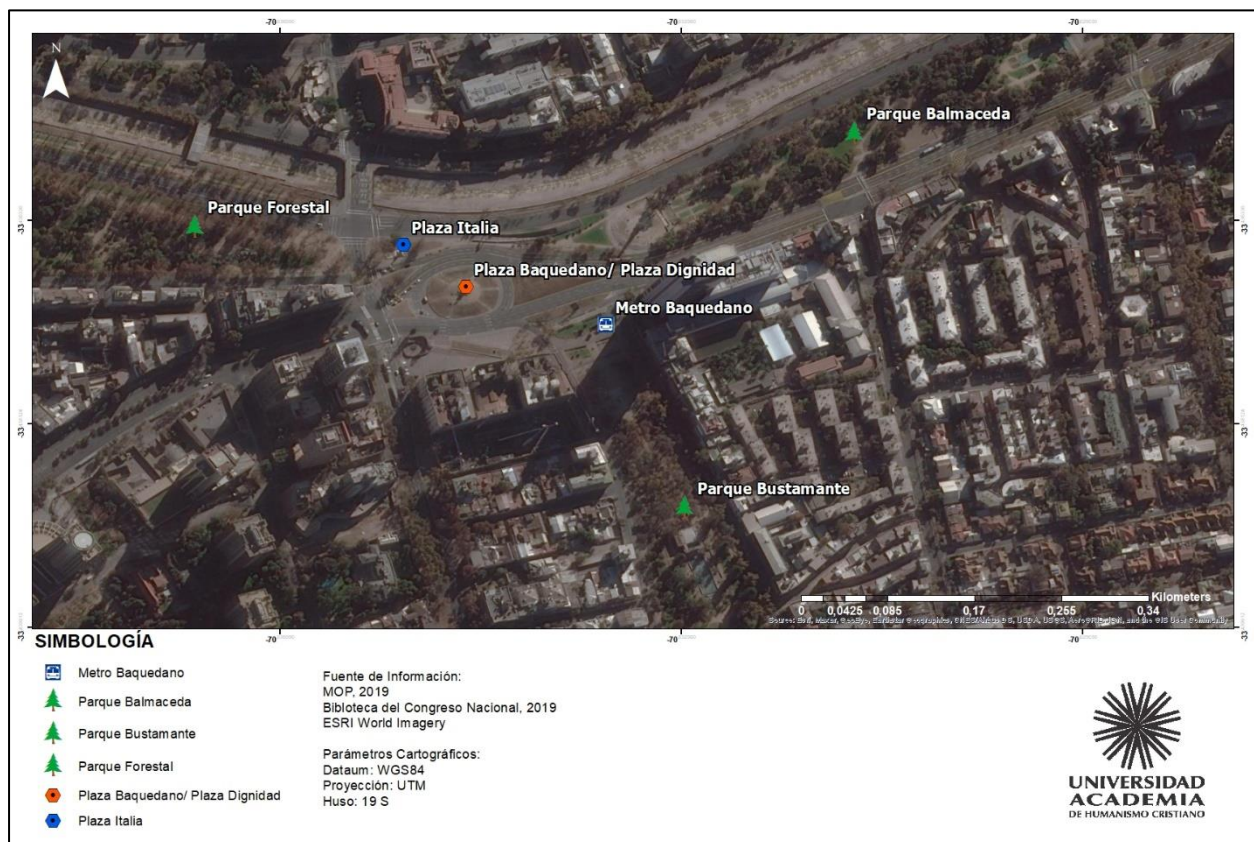 -70 -70 -70
N
Parque Balmaceda
Parque Forestal
Plaza Italia
-33 -33
Plaza Baquedano/ Plaza Dignidad
Metro Baquedano
-33 -33
Parque Bustamante
Kilometers
0 0,0425 0,085 0,17 0,255 0,34
-33 -33
-70 -70 -70
SIMBOLOGÍA
Metro Baquedano
Parque Balmaceda
Parque Bustamante
Parque Forestal
Plaza Baquedano/ Plaza Dignidad
Plaza Italia
Fuente de Información:
MOP, 2019
Bibloteca del Congreso Nacional, 2019
ESRI World Imagery
Parámetros Cartográficos:
Dataum: WGS84
Proyección: UTM
Huso: 19 S
UNIVERSIDAD
ACADEMIA
DE HUMANISMO CRISTIANO